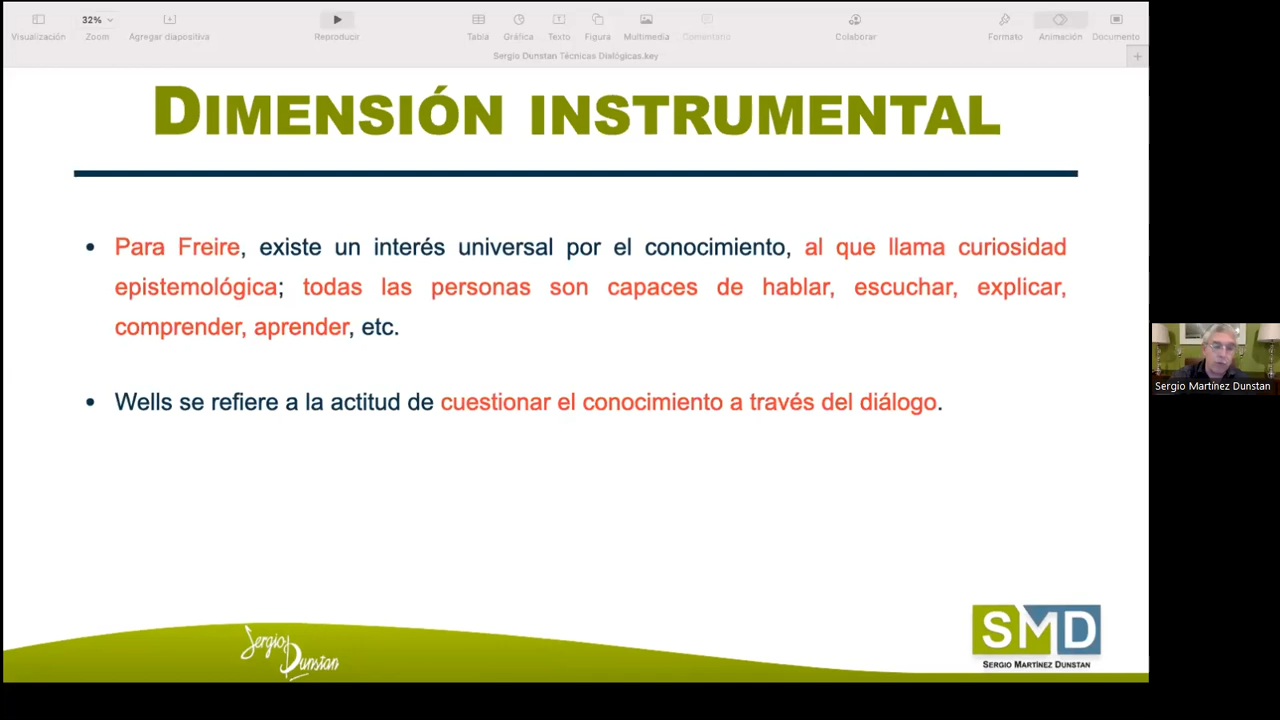 32%
Visualización Zoom Agregar diapositiva Reproducir Tabla Gráfica Texto Figura Multimedia Comentario Colaborar Formato Animación Documento
Sergio Dunstan Técnicas Dialógicas.key
DIMENSIÓN INSTRUMENTAL
• Para Freire, existe un interés universal por el conocimiento, al que llama curiosidad
epistemológica; todas las personas son capaces de hablar, escuchar, explicar,
comprender, aprender, etc.
• Wells se refiere a la actitud de cuestionar el conocimiento a través del diálogo.
Sergio Martínez Dunstan
Sergio
Dunstan
SMD
SERGIO MARTÍNEZ DUNSTAN